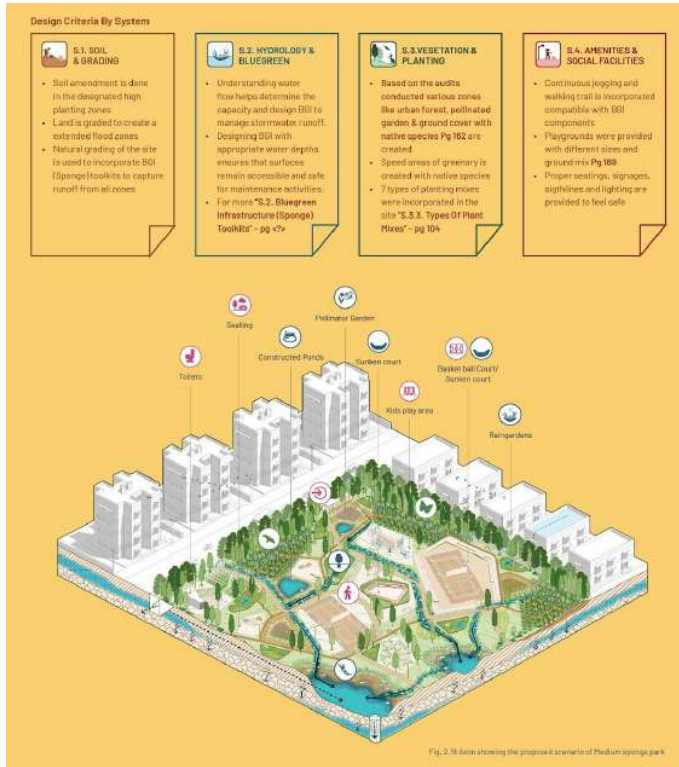 Design Criteria By System
S.1. SOIL
& GRADING
• Soil amendment is done
in the designated high
planting zones
• Land is graded to create a
extended flood zones
• Natural grading of the site
is used to incorporate BGI
(Sponge) toolkits to capture
runoff from all zones
S.2. HYDROLOGY &
BLUEGREEN
• Understanding water
flow helps determine the
capacity and design BGI to
manage stormwater runoff.
• Designing BGI with
appropriate water depths
ensures that surfaces
remain accessible and safe
for maintenance activities.
• For more "S.2. Bluegreen
Infrastructure (Sponge)
Toolkits" - pg <?>
S.3.VEGETATION &
PLANTING
• Based on the audits
conducted various zones
like urban forest, pollinated
garden & ground cover with
native species Pg 162 are
created
• Speed areas of greenery is
created with native species
• 7 types of planting mixes
were incorporated in the
site "S.3.3. Types Of Plant
Mixes" - pg 104
S.4. AMENITIES &
SOCIAL FACILITIES
• Continuous jogging and
walking trail is incorporated
compatible with BGI
components
• Playgrounds were provided
with different sizes and
ground mix Pg 188
• Proper seatings, signages,
sigthlines and lighting are
provided to feel safe
Pollinator Garden
Seating
Constructed Ponds
Sunken court
Basket ball Court/
Sunken court
Toilets
Kids play area
Raingardens
Fig. 2.19 Axon showing the proposed scenario of Medium sponge park